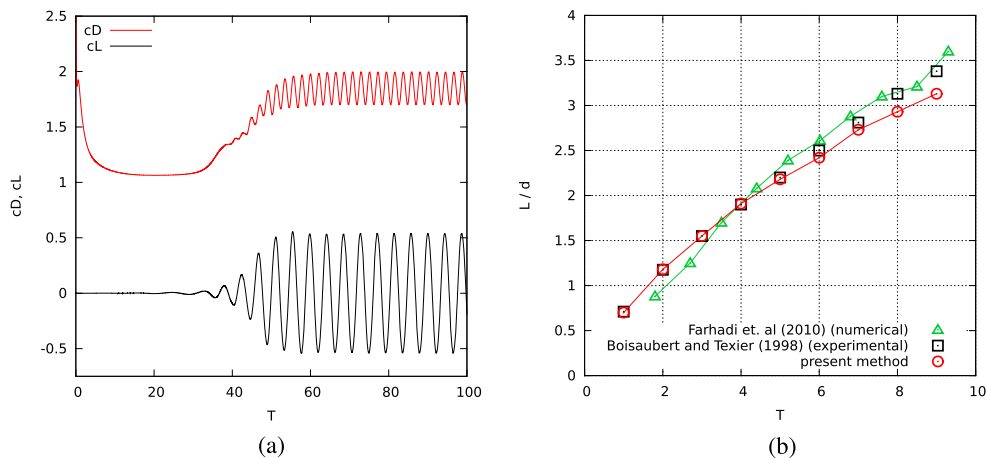 2.5
2
1.5
1
0.5
0
-0.5
cD, cL
cD
cL
0
20
40
60
80
100
T
(a)
4
3.5
3
2.5
2
1.5
1
0.5
0
L / d
Farhadi et. al (2010) (numerical)
Boisaubert and Texier (1998) (experimental)
present method
0
2
4
6
8
10
T
(b)